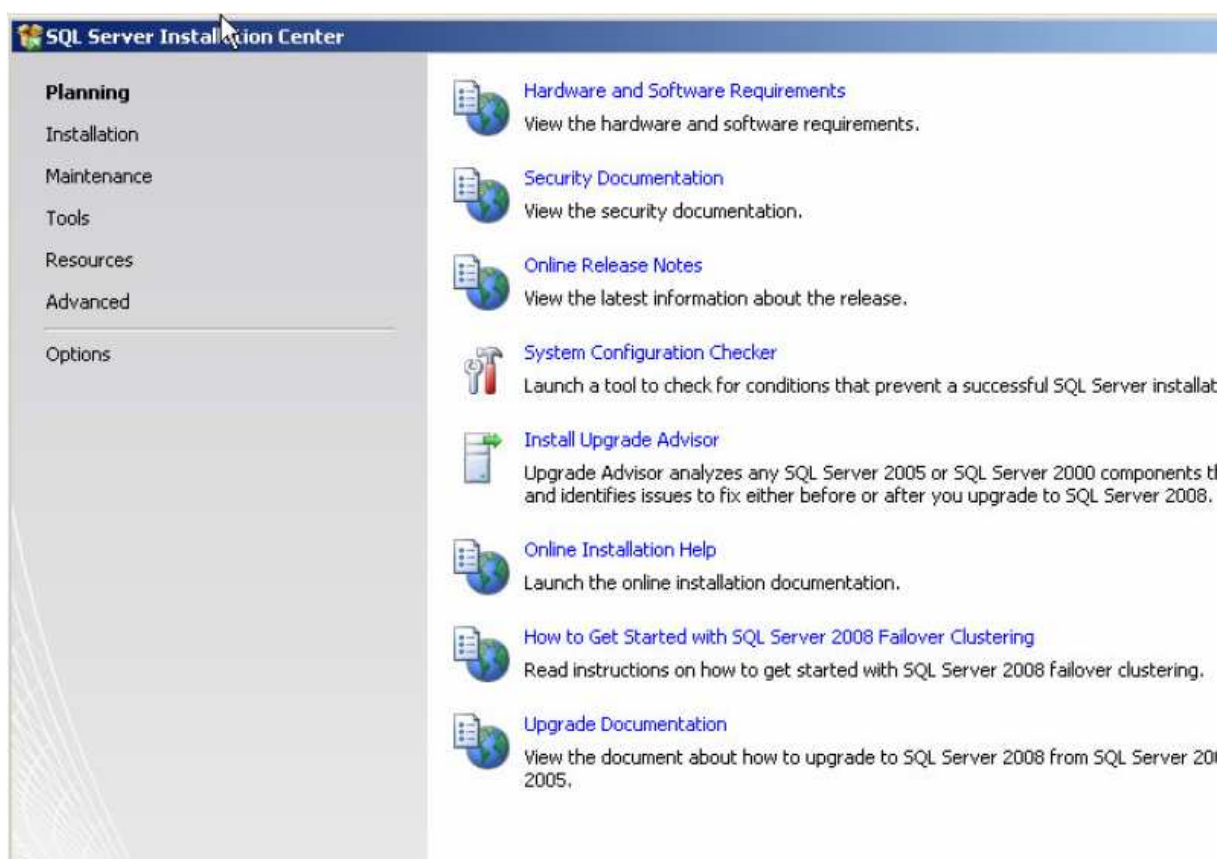 SQL Server Installation Center
Planning
Installation
Maintenance
Tools
Resources
Advanced
Options
Hardware and Software Requirements
View the hardware and software requirements.
Security Documentation
View the security documentation.
Online Release Notes
View the latest information about the release.
System Configuration Checker
Launch a tool to check for conditions that prevent a successful SQL Server
Install Upgrade Advisor
Upgrade Advisor analyzes any SQL Server 2005 or SQL Server 2000 components
and identifies issues to fix either before or after you upgrade to SQL Server 2008.
Online Installation Help
Launch the online installation documentation.
How to Get Started with SQL Server 2008 Failover Clustering
Read instructions on how to get started with SQL Server 2008 failover clustering.
Upgrade Documentation
View the document about how to upgrade to SQL Server 2008 from SQL Server
2005.